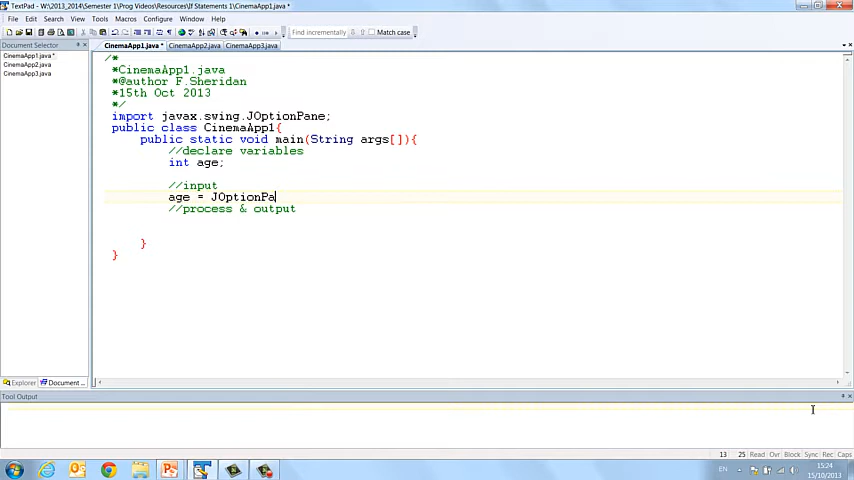 TextPad - W:\2013_2014\Semester 1\Prog Videos\Resources\If Statements 1\CinemaApp1.java *
File Edit Search View Tools Macros Configure Window Help
Find incrementally
Match case
Document Selector
CinemaApp1.java *
CinemaApp2.java
CinemaApp3.java
CinemaApp1.java * CinemaApp2.java CinemaApp3.java
/*
*CinemaApp1.java
*@author F.Sheridan
*15th Oct 2013
*/
import javax.swing.JOptionPane;
public class CinemaApp1{
public static void main(String args[]){
//declare variables
int age;
//input
age = JOptionPa
//process & output
}
}
Explorer Document ...
Tool Output
13 25 Read Ovr Block Sync Rec Caps
EN 15:24
15/10/2013